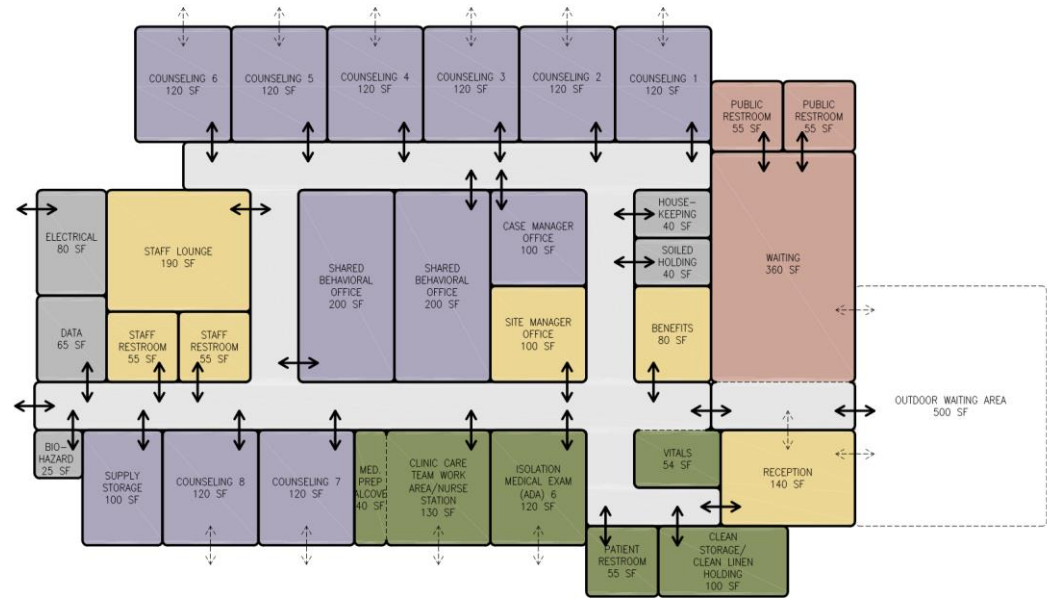 COUNSELING 6
120 SF
COUNSELING 5
120 SF
COUNSELING 4
120 SF
COUNSELING 3
120 SF
COUNSELING 2
120 SF
COUNSELING 1
120 SF
PUBLIC
RESTROOM
55 SF
PUBLIC
RESTROOM
55 SF
ELECTRICAL
80 SF
STAFF LOUNGE
190 SF
SHARED
BEHAVIORAL
OFFICE
200 SF
SHARED
BEHAVIORAL
OFFICE
200 SF
CASE MANAGER
OFFICE
100 SF
HOUSE-
KEEPING
40 SF
SOILED
HOLDING
40 SF
WAITING
360 SF
DATA
65 SF
STAFF
RESTROOM
55 SF
STAFF
RESTROOM
55 SF
SITE MANAGER
OFFICE
100 SF
BENEFITS
80 SF
OUTDOOR WAITING AREA
500 SF
BIO-
HAZARD
25 SF
SUPPLY
STORAGE
100 SF
COUNSELING 8
120 SF
COUNSELING 7
120 SF
MED.
PREP
ALCOVE
40 SF
CLINIC CARE
TEAM WORK
AREA/NURSE
STATION
130 SF
ISOLATION
MEDICAL EXAM
(ADA) 6
120 SF
VITALS
54 SF
RECEPTION
140 SF
PATIENT
RESTROOM
55 SF
CLEAN
STORAGE/
CLEAN LINEN
HOLDING
100 SF